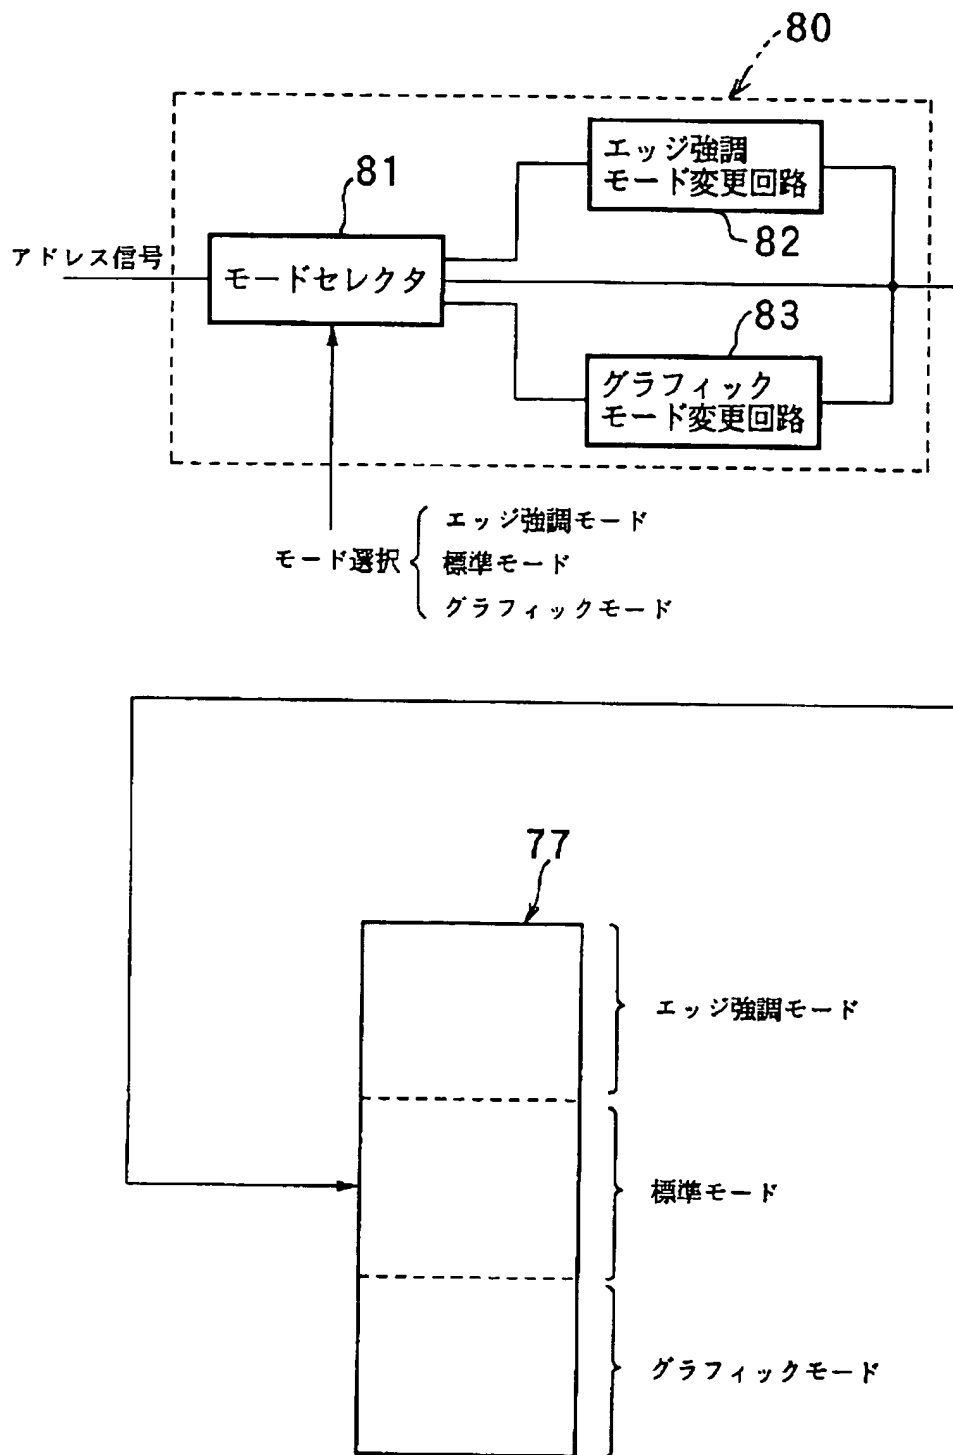 80
エッジ強調
モード変更回路
81
82
アドレス信号
モードセレクタ
83
グラフィック
モード変更回路
エッジ強調モード
モード選択
標準モード
グラフィックモード
77
エッジ強調モード
標準モード
グラフィックモード